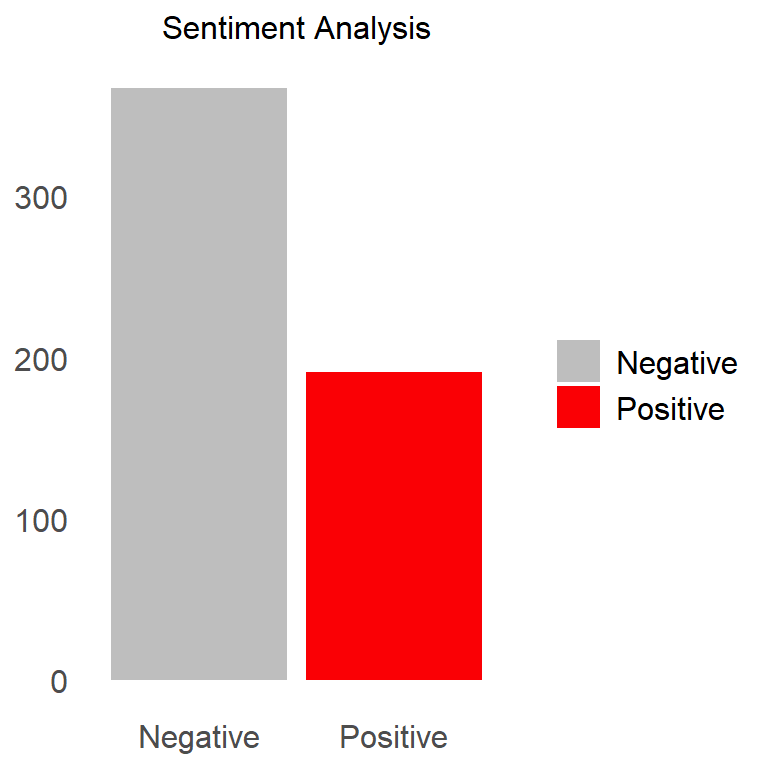 Sentiment Analysis
300
200
100
0
Negative
Positive
Negative
Positive